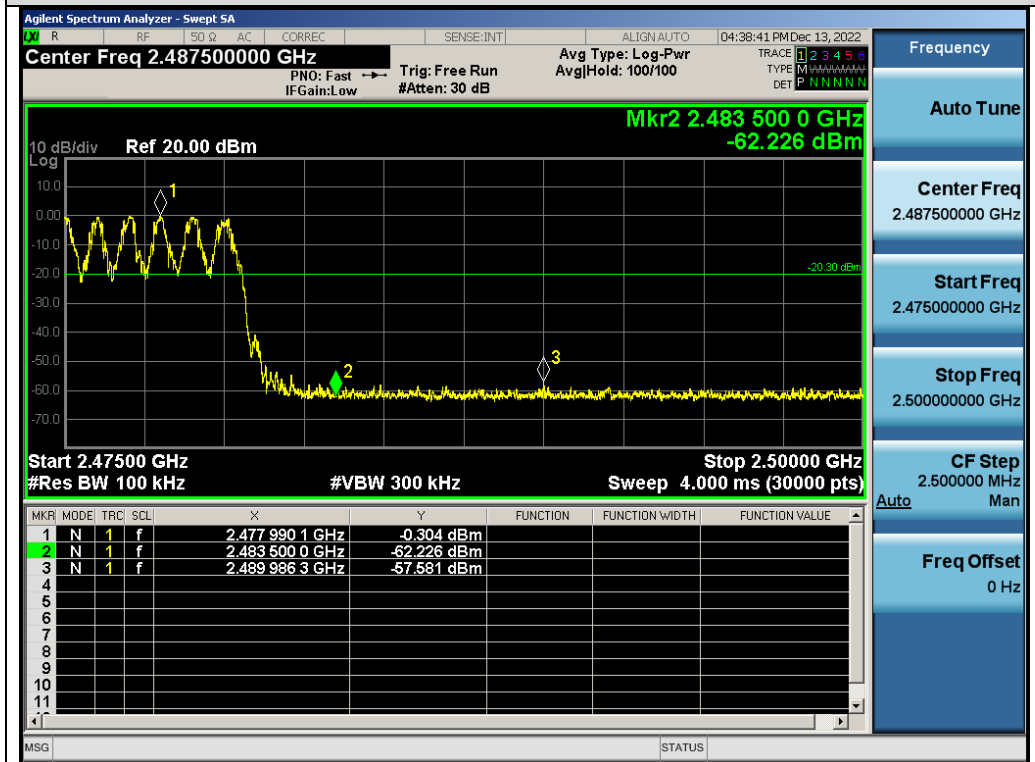 Agilent Spectrum Analyzer - Swept SA
LXI R RF 50 Ω AC CORREC SENSE:INT ALIGN AUTO 04:38:41 PM Dec 13, 2022
Center Freq 2.487500000 GHz
PNO: Fast
IFGain:Low
Trig: Free Run
#Atten: 30 dB
Avg Type: Log-Pwr
Avg|Hold: 100/100
TRACE 1 2 3 4 5 6
TYPE M WWWWW
DET P N N N N N
Mkr2 2.483 500 0 GHz
-62.226 dBm
10 dB/div Ref 20.00 dBm
Log
10.0
0.00
-10.0
-20.0
-30.0
-40.0
-50.0
-60.0
-70.0
1
2
3
-20.30 dBm
Start 2.47500 GHz Stop 2.50000 GHz
#Res BW 100 kHz #VBW 300 kHz Sweep 4.000 ms (30000 pts)
MKR MODE TRC SCL X Y FUNCTION FUNCTION WIDTH FUNCTION VALUE
1 N 1 f 2.477 990 1 GHz -0.304 dBm
2 N 1 f 2.483 500 0 GHz -62.226 dBm
3 N 1 f 2.489 986 3 GHz -57.581 dBm
4
5
6
7
8
9
10
11
MSG STATUS
Frequency
Auto Tune
Center Freq
2.487500000 GHz
Start Freq
2.475000000 GHz
Stop Freq
2.500000000 GHz
CF Step
2.500000 MHz
Auto Man
Freq Offset
0 Hz